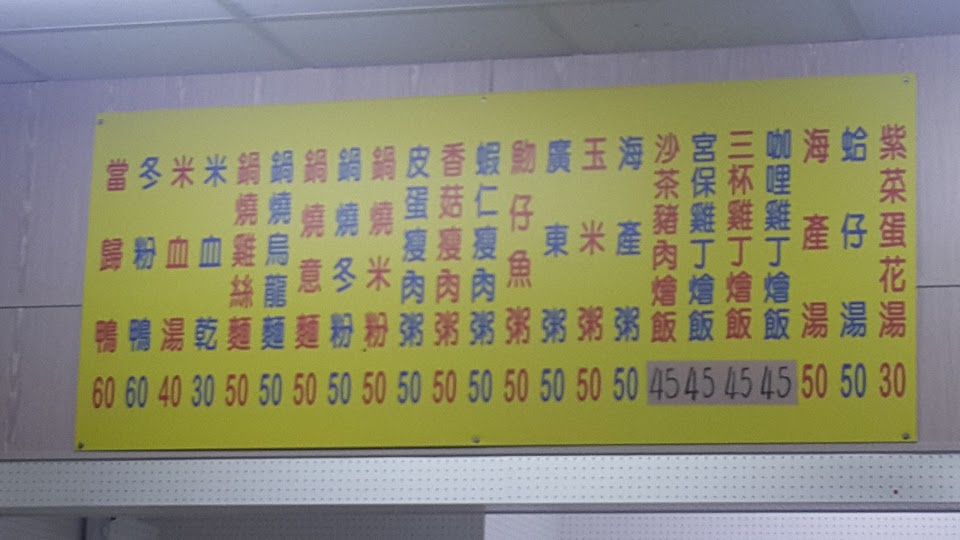 紫菜蛋花湯 30
蛤仔湯 50
海產湯 50
咖哩雞丁燴飯 45
三杯雞丁燴飯 45
宮保雞丁燴飯 45
沙茶豬肉燴飯 45
海產粥 50
玉米粥 50
廣東粥 50
魩仔魚粥 50
蝦仁瘦肉粥 50
香菇瘦肉粥 50
皮蛋瘦肉粥 50
鍋燒米粉 50
鍋燒冬粉 50
鍋燒意麵 50
鍋燒烏龍麵 50
鍋燒雞絲麵 50
米血乾 30
米血湯 40
冬粉鴨 60
當歸鴨 60